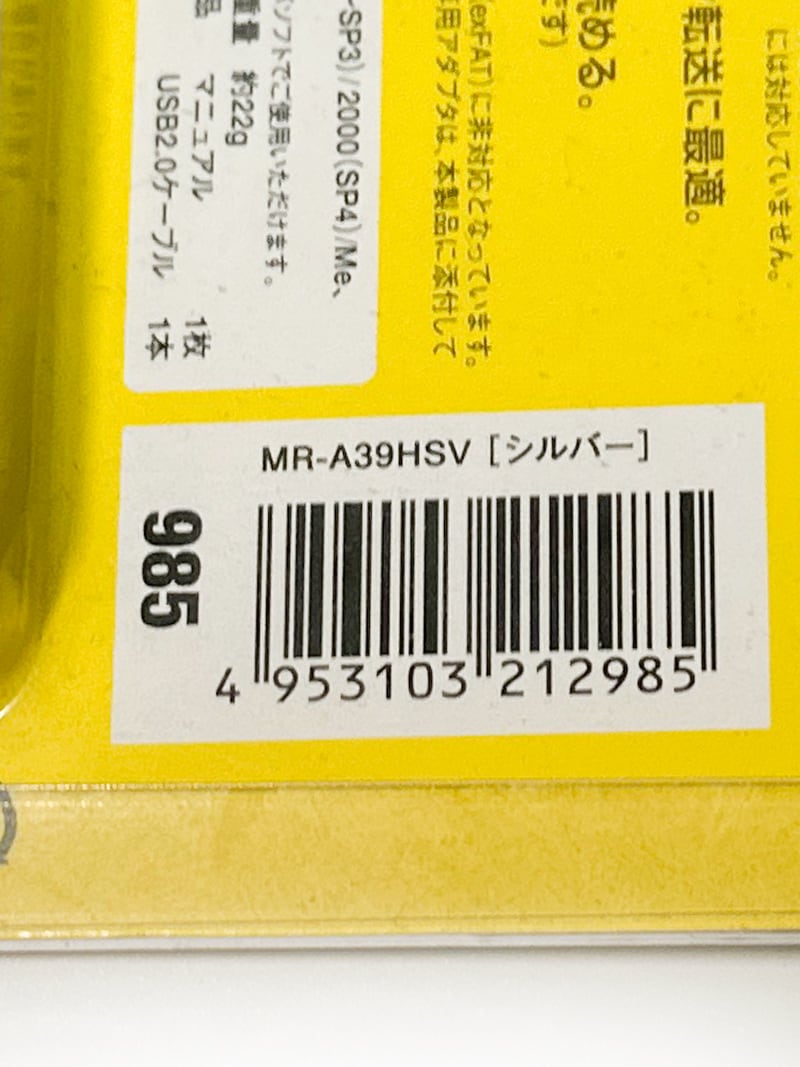 には対応していません。
転送に最適。
める。
す)
exFAT)に非対応となっています。
用アダプタは、本製品に添付して
-SP3)/2000(SP4)/Me、
ソフトでご使用いただけます。
重量 約22g
品 マニュアル 1枚
USB2.0ケーブル 1本
MR-A39HSV [シルバー]
985
4 953103 212985